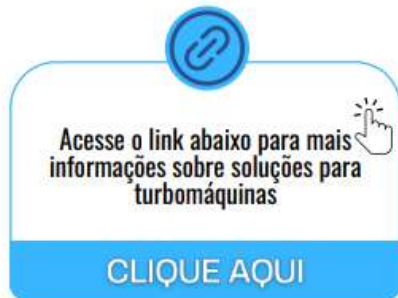 Acesse o link abaixo para mais
informações sobre soluções para
turbomáquinas
CLIQUE AQUI